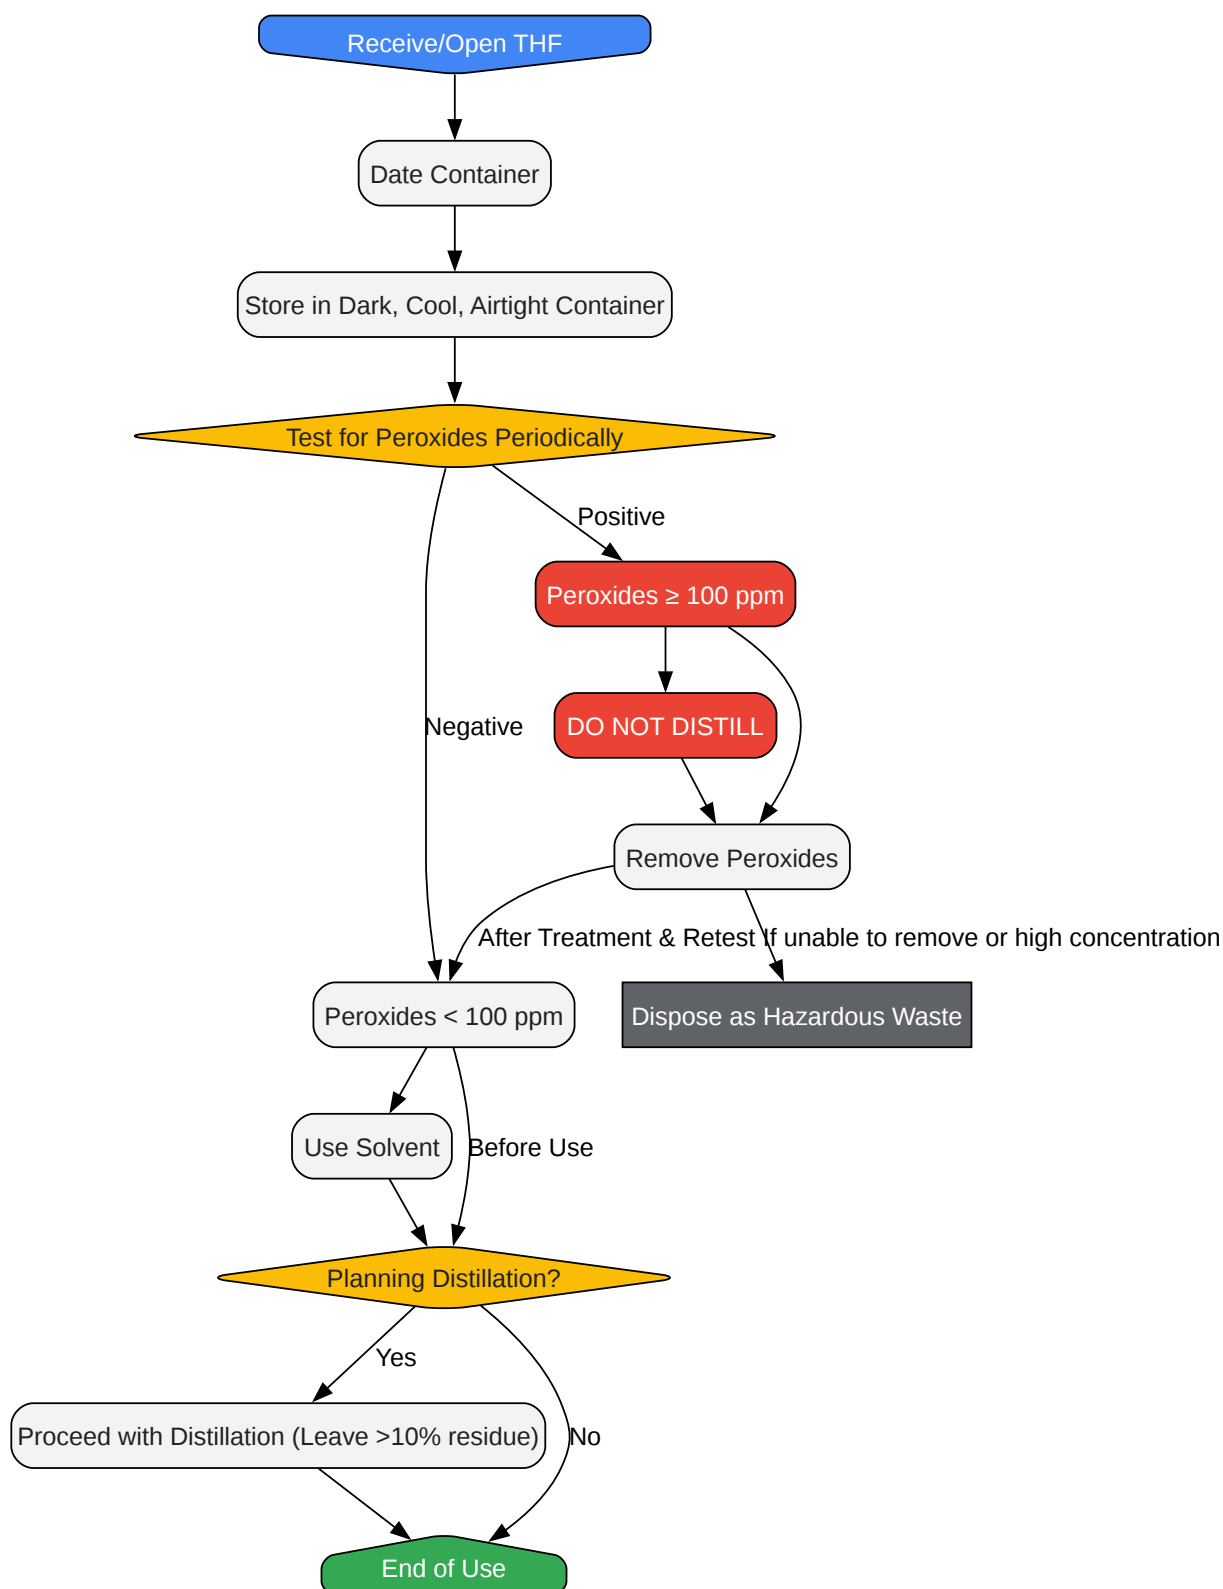 Receive/Open THF
Date Container
Store in Dark, Cool, Airtight Container
Test for Peroxides Periodically
Positive
Peroxides ≥ 100 ppm
Negative
DO NOT DISTILL
Remove Peroxides
After Treatment & Retest
If unable to remove or high concentration
Peroxides < 100 ppm
Dispose as Hazardous Waste
Use Solvent
Before Use
Planning Distillation?
Yes
Proceed with Distillation (Leave >10% residue)
No
End of Use